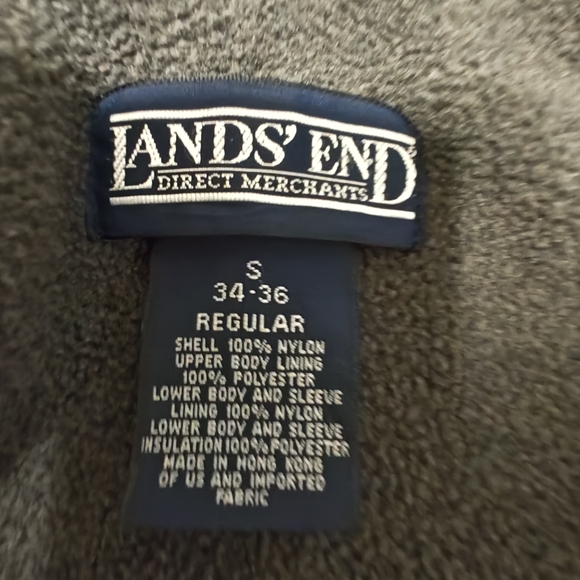 LANDS' END
DIRECT MERCHANTS
S
34-36
REGULAR
SHELL 100% NYLON
UPPER BODY LINING
100% POLYESTER
LOWER BODY AND SLEEVE
LINING 100% NYLON
LOWER BODY AND SLEEVE
INSULATION 100% POLYESTER
MADE IN HONG KONG
OF US AND IMPORTED
FABRIC